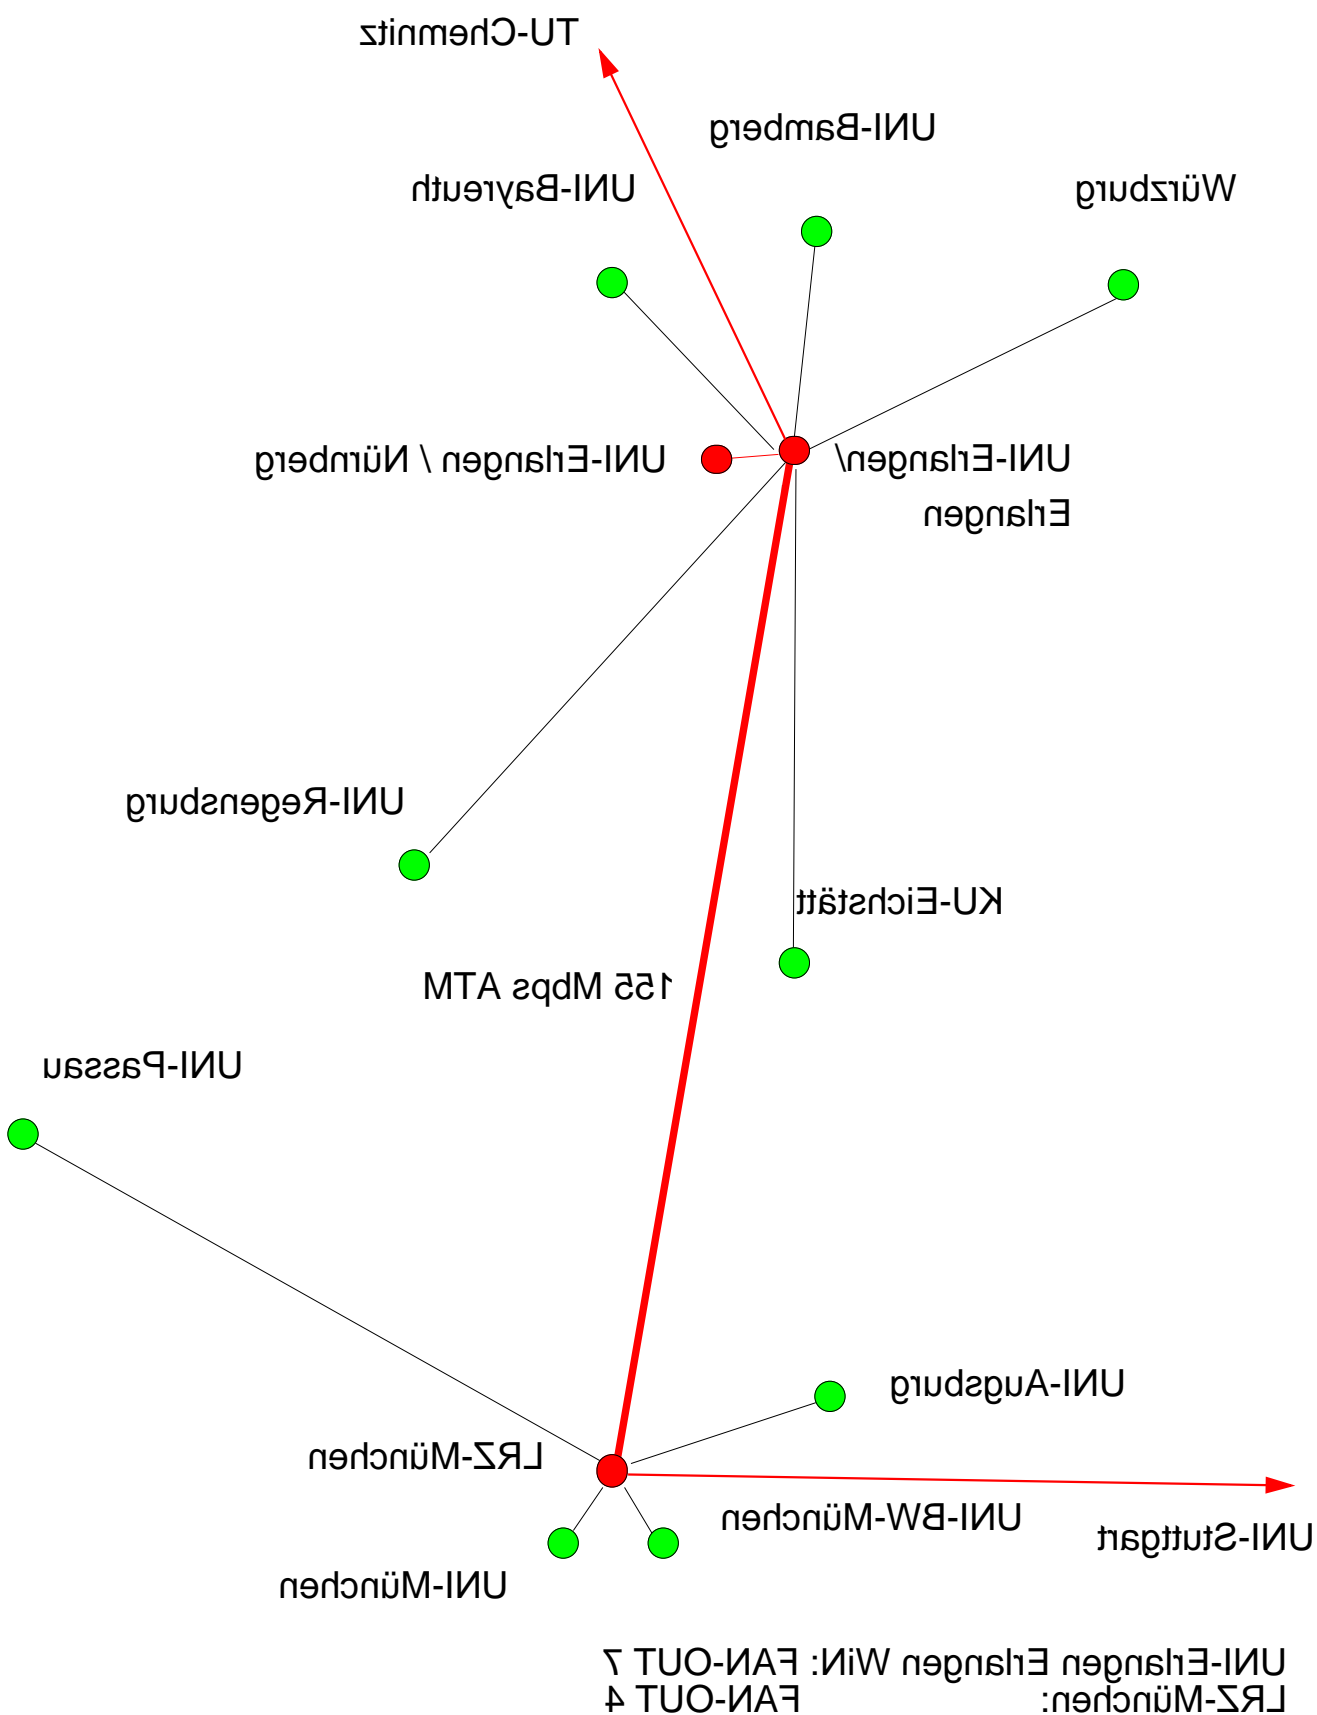 TU-Chemnitz
UNI-Bamberg
UNI-Bayreuth
Würzburg
UNI-Erlangen / Nürnberg
UNI-Erlangen/
Erlangen
UNI-Regensburg
KU-Eichstätt
155 Mbps ATM
UNI-Passau
UNI-Augsburg
LRZ-München
UNI-BW-München
UNI-Stuttgart
UNI-München
UNI-Erlangen Erlangen WiN: FAN-OUT 7
LRZ-München: FAN-OUT 4